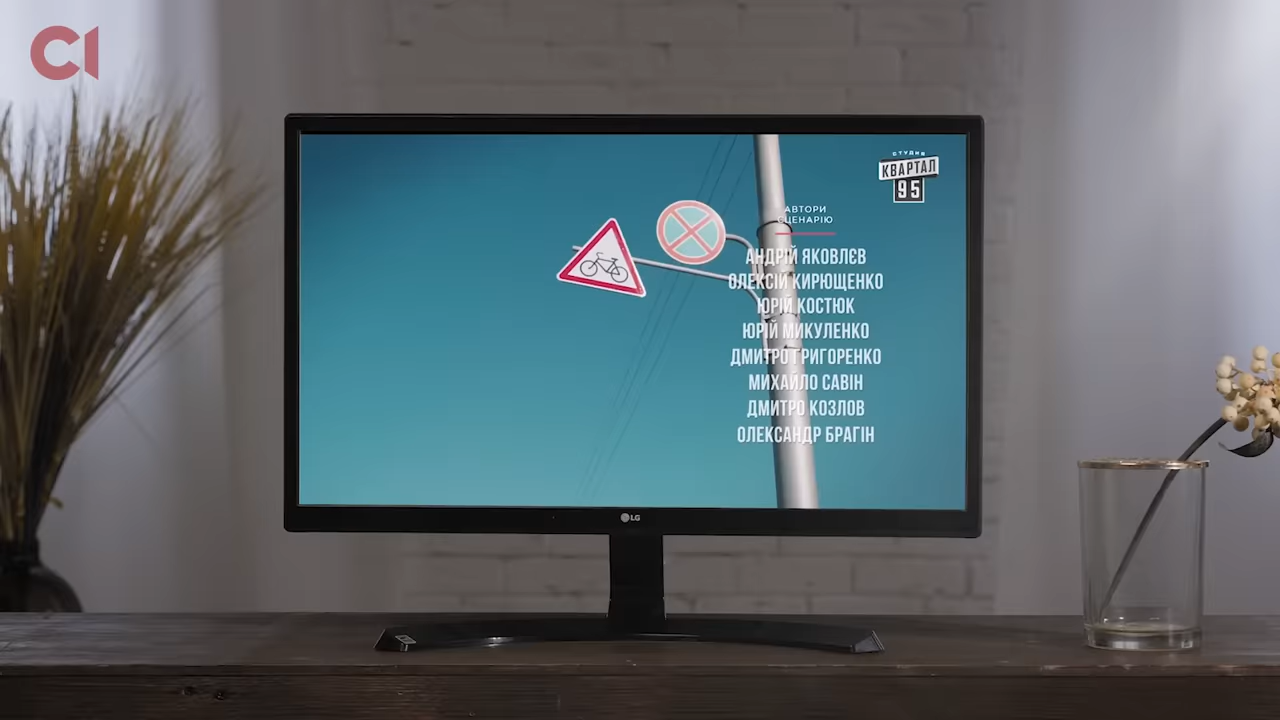 СТУДИЯ
КВАРТАЛ
95
АВТОРИ
СЦЕНАРІЮ
АНДРІЙ ЯКОВЛЄВ
ОЛЕКСІЙ КИРЮЩЕНКО
ЮРІЙ КОСТЮК
ЮРІЙ МИКУЛЕНКО
ДМИТРО ГРИГОРЕНКО
МИХАЙЛО САВІН
ДМИТРО КОЗЛОВ
ОЛЕКСАНДР БРАГІН
LG